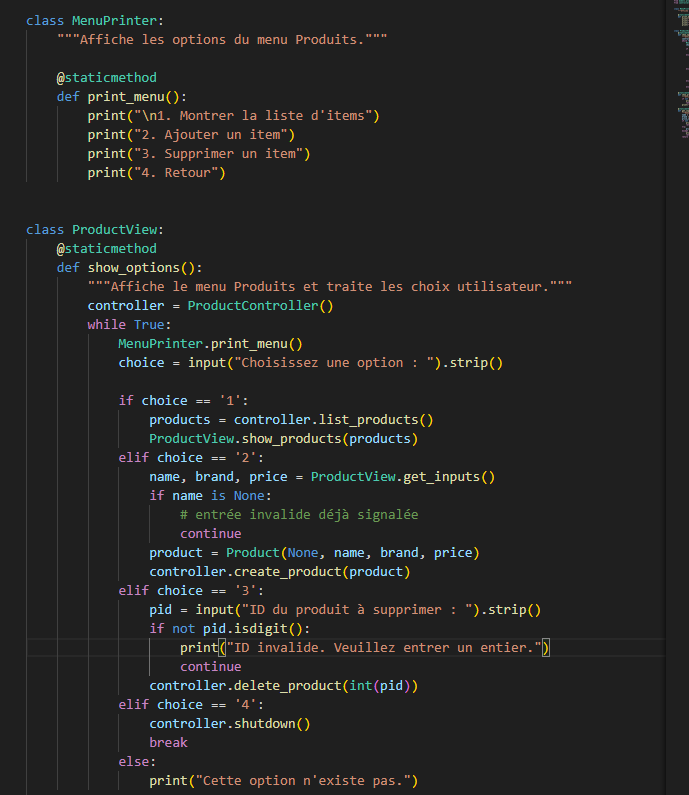 class MenuPrinter:
    """Affiche les options du menu Produits."""
    @staticmethod
    def print_menu():
        print("\n1. Montrer la liste d'items")
        print("2. Ajouter un item")
        print("3. Supprimer un item")
        print("4. Retour")
class ProductView:
    @staticmethod
    def show_options():
        """Affiche le menu Produits et traite les choix utilisateur."""
        controller = ProductController()
        while True:
            MenuPrinter.print_menu()
            choice = input("Choisissez une option : ").strip()
            if choice == '1':
                products = controller.list_products()
                ProductView.show_products(products)
            elif choice == '2':
                name, brand, price = ProductView.get_inputs()
                if name is None:
                    # entrée invalide déjà signalée
                    continue
                product = Product(None, name, brand, price)
                controller.create_product(product)
            elif choice == '3':
                pid = input("ID du produit à supprimer : ").strip()
                if not pid.isdigit():
                    print("ID invalide. Veuillez entrer un entier.")
                    continue
                controller.delete_product(int(pid))
            elif choice == '4':
                controller.shutdown()
                break
            else:
                print("Cette option n'existe pas.")